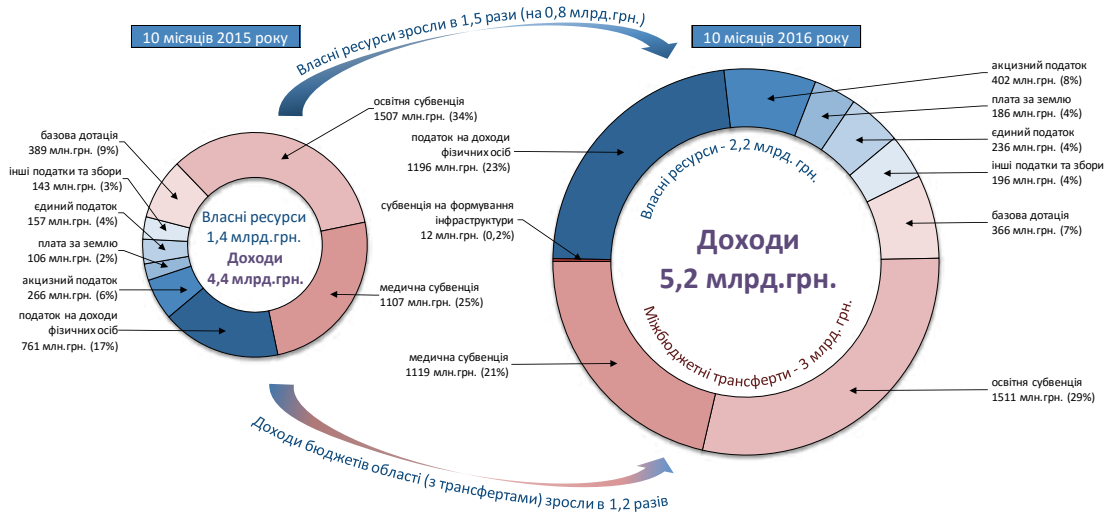 Власні ресурси зросли в 1,5 рази (на 0,8 млрд.грн.)
10 місяців 2015 року
10 місяців 2016 року
освітня субвенція
1507 млн.грн. (34%)
базова дотація
389 млн.грн. (9%)
інші податки та збори
143 млн.грн. (3%)
єдиний податок
157 млн.грн. (4%)
плата за землю
106 млн.грн. (2%)
акцизний податок
266 млн.грн. (6%)
податок на доходи
фізичних осіб
761 млн.грн. (17%)
медична субвенція
1107 млн.грн. (25%)
Власні ресурси
1,4 млрд.грн.
Доходи
4,4 млрд.грн.
податок на доходи
фізичних осіб
1196 млн.грн. (23%)
субвенція на формування
інфраструктури
12 млн.грн. (0,2%)
медична субвенція
1119 млн.грн. (21%)
Власні ресурси - 2,2 млрд. грн.
Доходи
5,2 млрд.грн.
Міжбюджетні трансферти - 3 млрд. грн.
акцизний податок
402 млн.грн. (8%)
плата за землю
186 млн.грн. (4%)
єдиний податок
236 млн.грн. (4%)
інші податки та збори
196 млн.грн. (4%)
базова дотація
366 млн.грн. (7%)
освітня субвенція
1511 млн.грн. (29%)
Доходи бюджетів області (з трансфертами) зросли в 1,2 разів